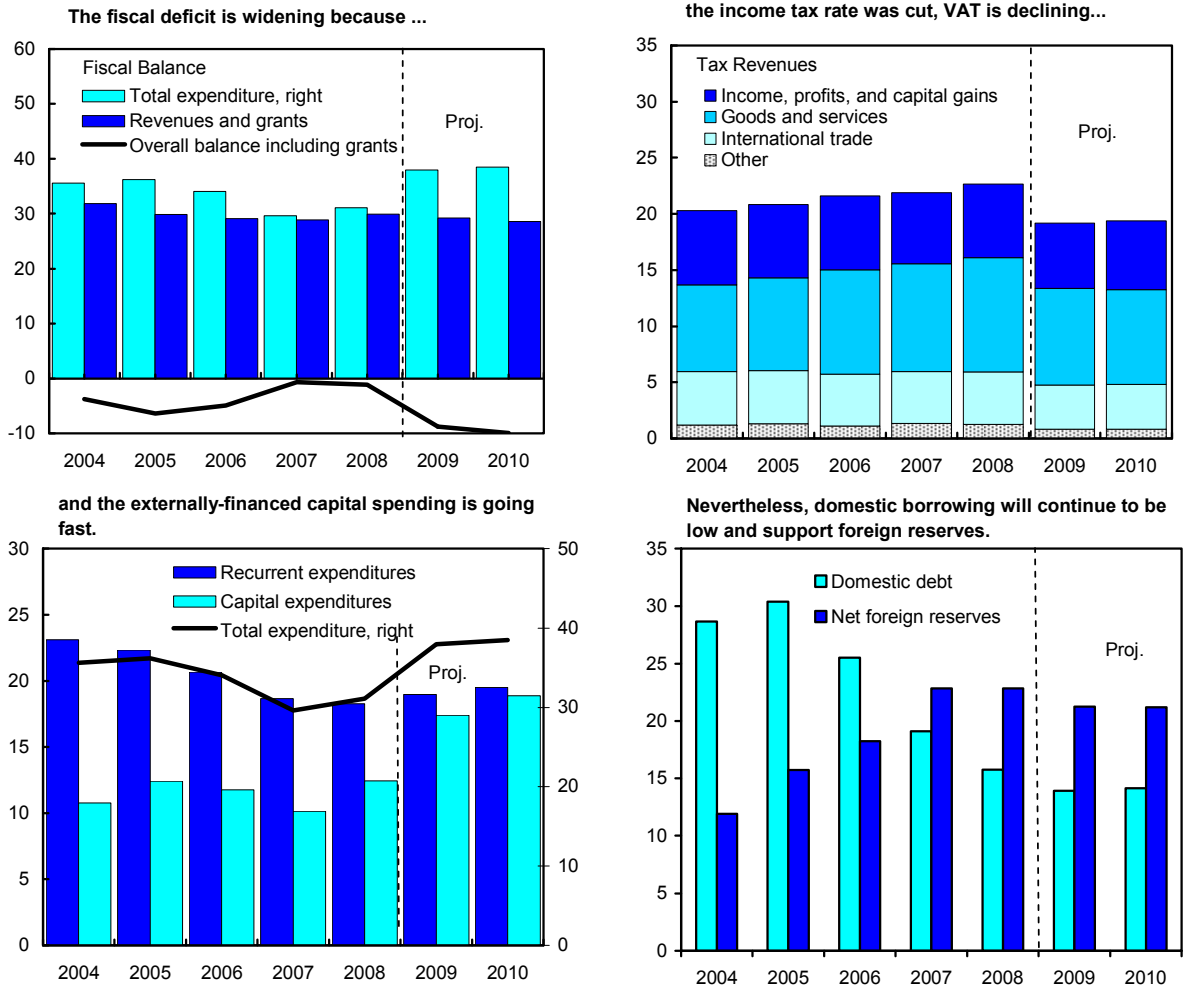 The fiscal deficit is widening because ...
60
50
40
30
20
10
0
-10
Fiscal Balance
Total expenditure, right
Revenues and grants
Overall balance including grants
Proj.
2004 2005 2006 2007 2008 2009 2010
the income tax rate was cut, VAT is declining...
35
30
25
20
15
10
5
0
Tax Revenues
Income, profits, and capital gains
Goods and services
International trade
Other
Proj.
2004 2005 2006 2007 2008 2009 2010
and the externally-financed capital spending is going
fast.
30
25
20
15
10
5
0
Recurrent expenditures
Capital expenditures
Total expenditure, right
Proj.
50
40
30
20
10
0
2004 2005 2006 2007 2008 2009 2010
Nevertheless, domestic borrowing will continue to be
low and support foreign reserves.
35
30
25
20
15
10
5
0
Domestic debt
Net foreign reserves
Proj.
2004 2005 2006 2007 2008 2009 2010